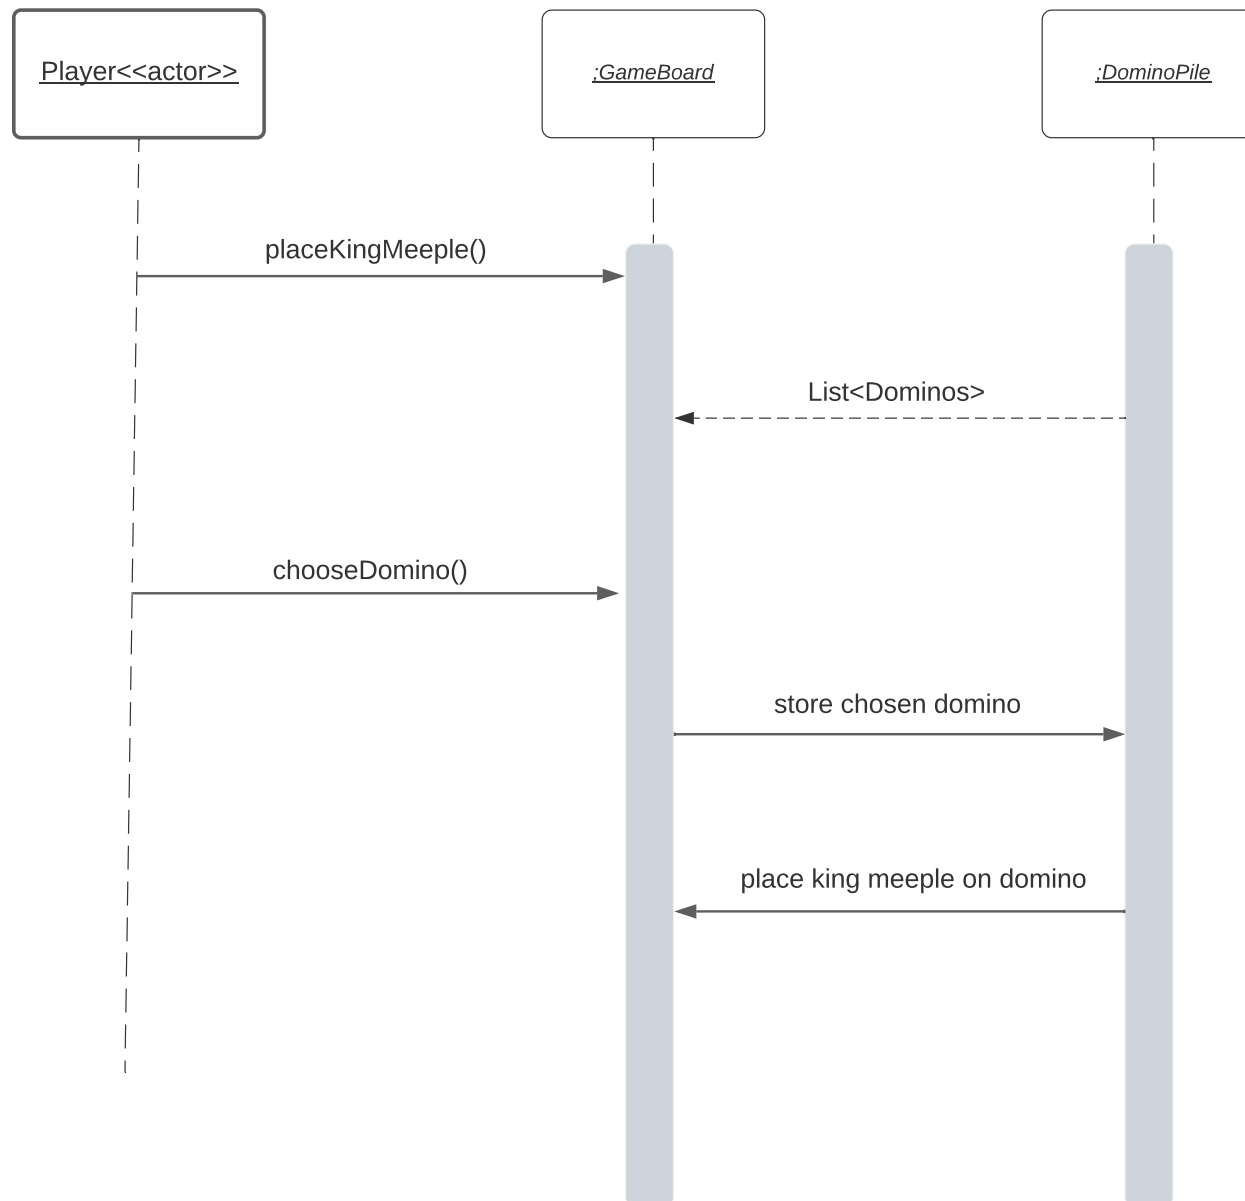 Player<<actor>>
;GameBoard
;DominoPile
placeKingMeeple()
List<Dominos>
chooseDomino()
store chosen domino
place king meeple on domino